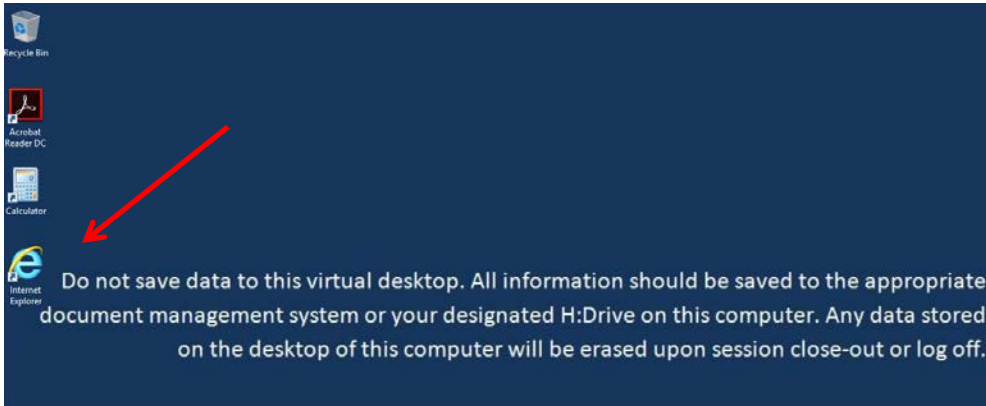 Recycle Bin
Acrobat
Reader DC
Calculator
Internet
Explorer
Do not save data to this virtual desktop. All information should be saved to the appropriate
document management system or your designated H:Drive on this computer. Any data stored
on the desktop of this computer will be erased upon session close-out or log off.